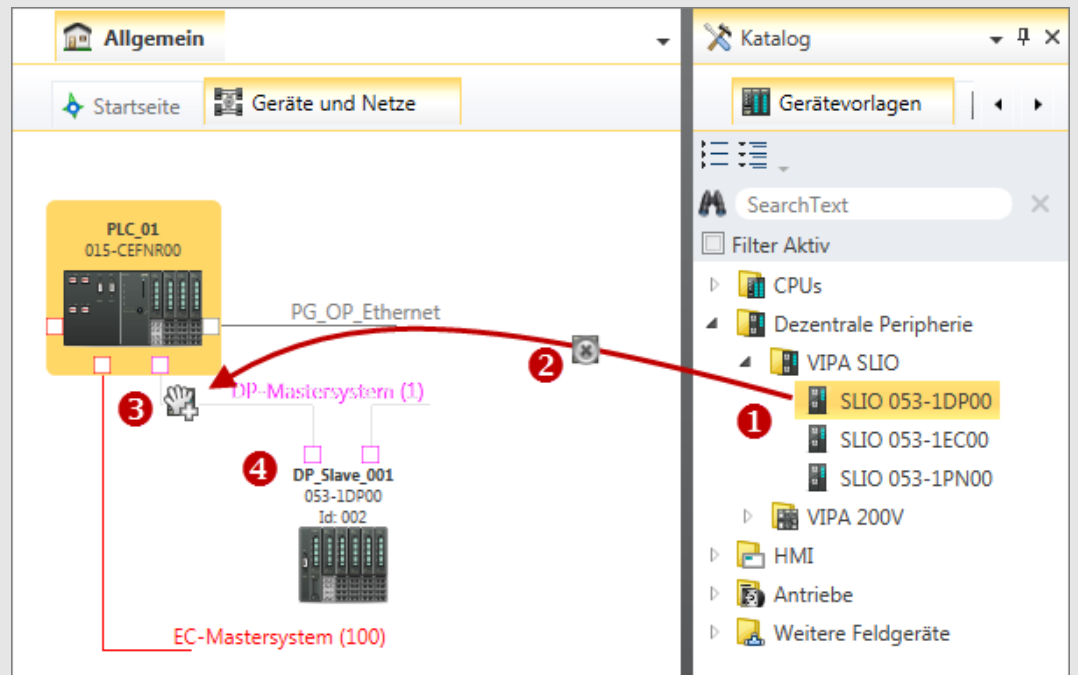 Allgemein
Startseite
Geräte und Netze
PLC_01
015-CEFNR00
PG_OP_Ethernet
2
3
DP-Mastersystem (1)
4
DP_Slave_001
053-1DP00
Id: 002
EC-Mastersystem (100)
Katalog
Gerätevorlagen
SearchText
Filter Aktiv
CPUs
Dezentrale Peripherie
VIPA SLIO
1
SLIO 053-1DP00
SLIO 053-1EC00
SLIO 053-1PN00
VIPA 200V
HMI
Antriebe
Weitere Feldgeräte